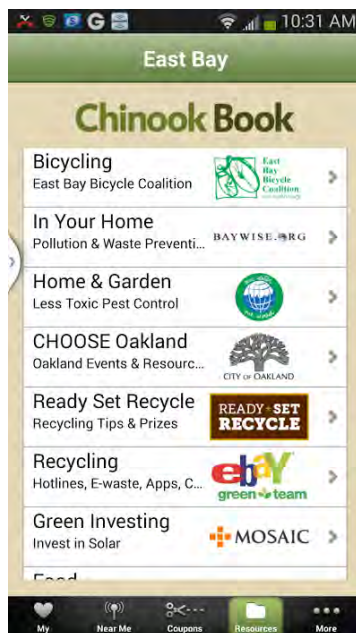 10:31 AM
East Bay
Chinook Book
Bicycling
East Bay Bicycle Coalition
East
Bay
Bicycle
Coalition
In Your Home
Pollution & Waste Preventi...
BAYWISE.ORG
Home & Garden
Less Toxic Pest Control
CHOOSE Oakland
Oakland Events & Resourc...
CITY OF OAKLAND
Ready Set Recycle
Recycling Tips & Prizes
READY SET
RECYCLE
Recycling
Hotlines, E-waste, Apps, C...
ebaY
green team
Green Investing
Invest in Solar
MOSAIC
Food
My
Near Me
Coupons
Resources
More